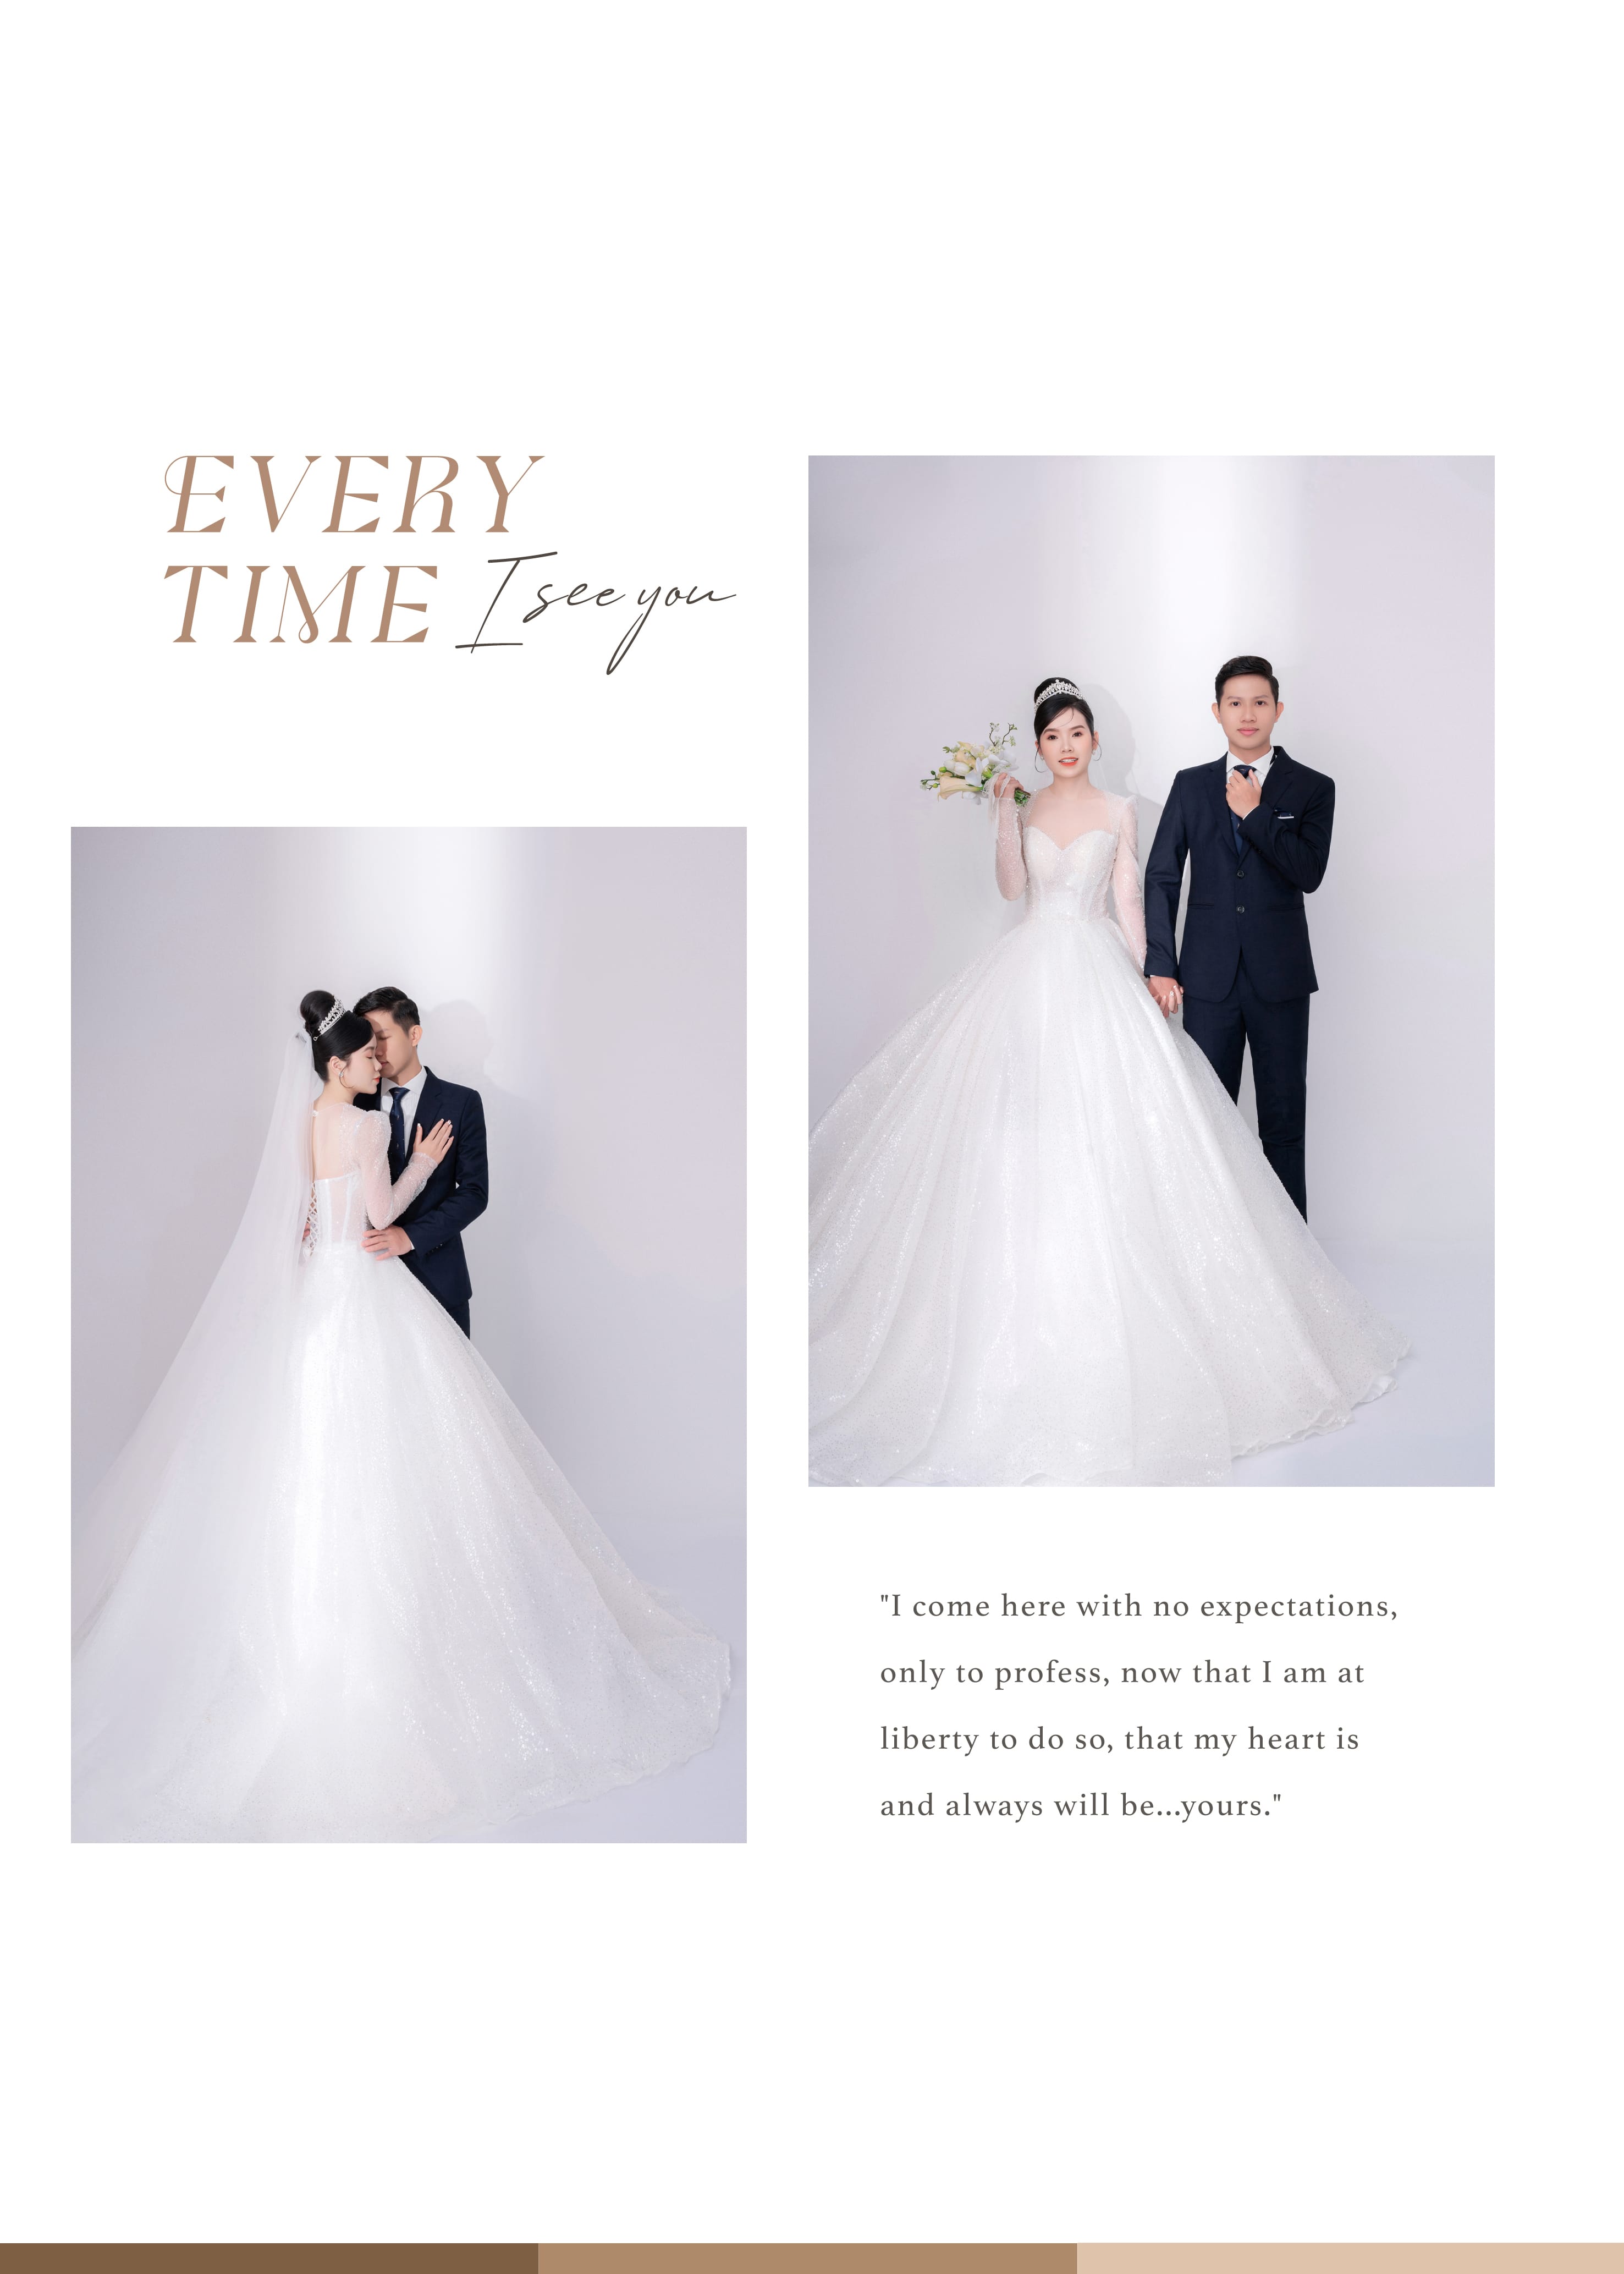 EVERY
TIME I see you
"I come here with no expectations,
only to profess, now that I am at
liberty to do so, that my heart is
and always will be...yours."